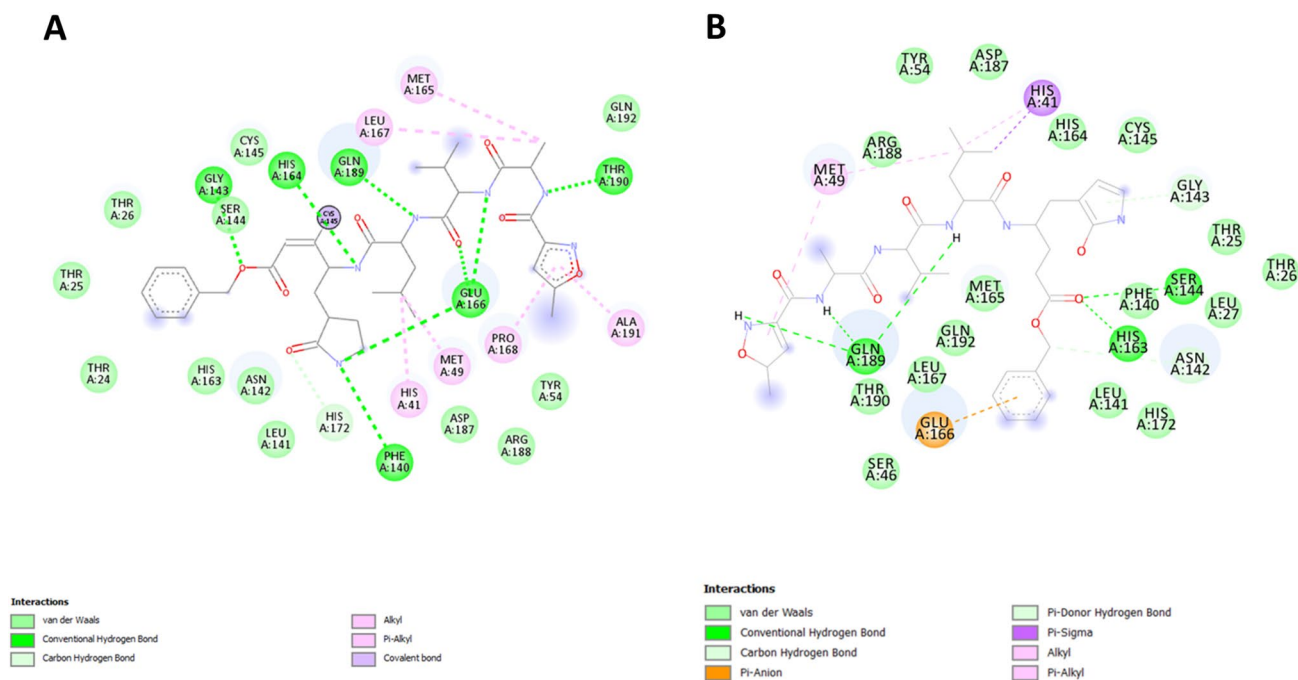 A
MET
A:165
LEU
A:167
GLN
A:192
CYS
A:145
HIS
A:164
GLN
A:189
THR
A:190
GLY
A:143
SER
A:144
THR
A:26
CYS
A:145
THR
A:25
GLU
A:166
ALA
A:191
PRO
A:168
MET
A:49
THR
A:24
HIS
A:163
ASN
A:142
HIS
A:41
TYR
A:54
LEU
A:141
HIS
A:172
ASP
A:187
ARG
A:188
PHE
A:140
O
O
O
N
O
N
O
N
O
N
O
N
O
N
O
Interactions
van der Waals
Conventional Hydrogen Bond
Carbon Hydrogen Bond
Alkyl
Pi-Alkyl
Covalent bond
B
TYR
A:54
ASP
A:187
HIS
A:41
HIS
A:164
CYS
A:145
ARG
A:188
MET
A:49
GLY
A:143
THR
A:25
THR
A:26
MET
A:165
PHE
A:140
SER
A:144
LEU
A:27
GLN
A:192
HIS
A:163
GLN
A:189
ASN
A:142
THR
A:190
LEU
A:167
GLU
A:166
LEU
A:141
HIS
A:172
SER
A:46
O
N
N
O
O
N
H
N
O
O
N
H
H
N
O
O
O
Interactions
van der Waals
Conventional Hydrogen Bond
Carbon Hydrogen Bond
Pi-Anion
Pi-Donor Hydrogen Bond
Pi-Sigma
Alkyl
Pi-Alkyl